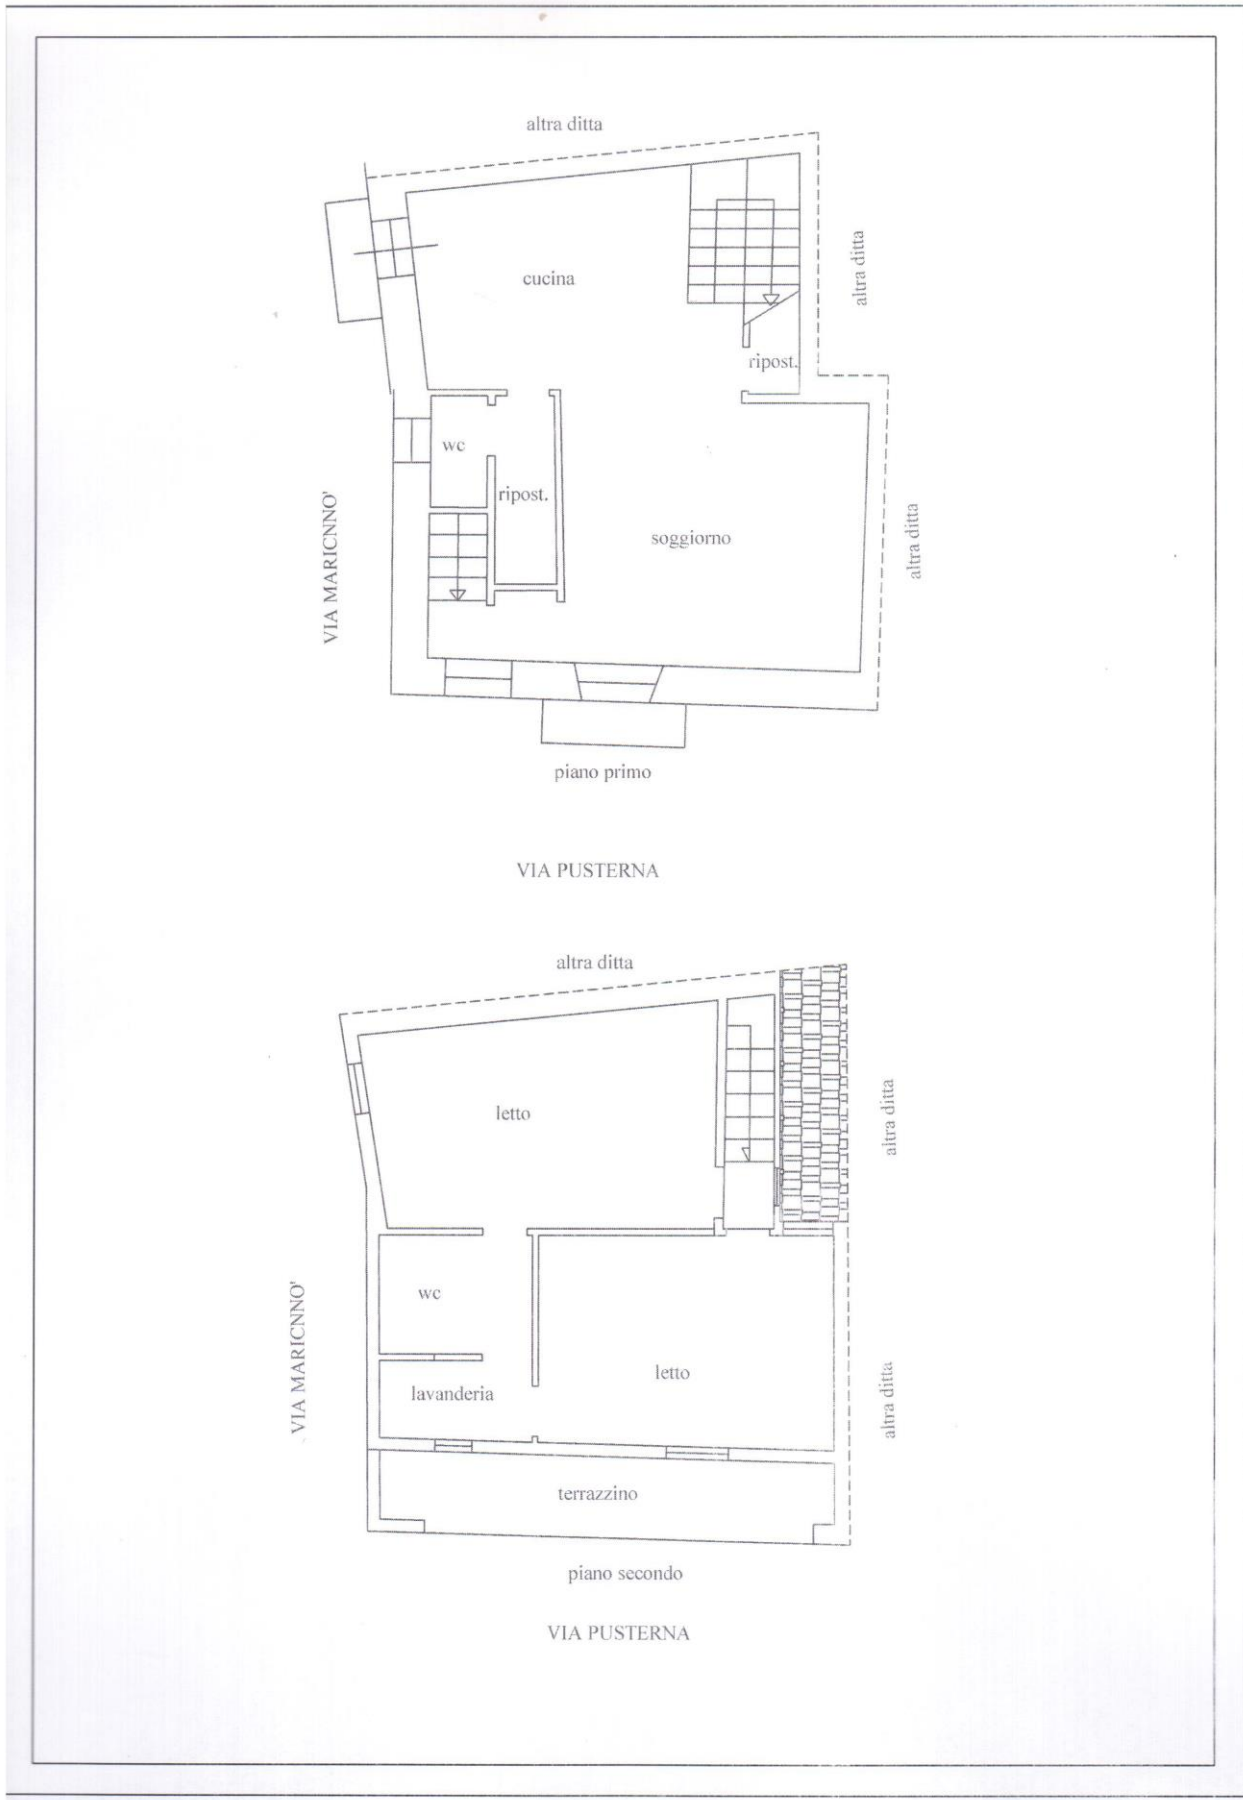 altra ditta
altra ditta
cucina
ripost.
wc
ripost.
VIA MARICNNO'
soggiorno
altra ditta
piano primo
VIA PUSTERNA
altra ditta
altra ditta
letto
wc
VIA MARICNNO'
letto
altra ditta
lavanderia
terrazzino
piano secondo
VIA PUSTERNA